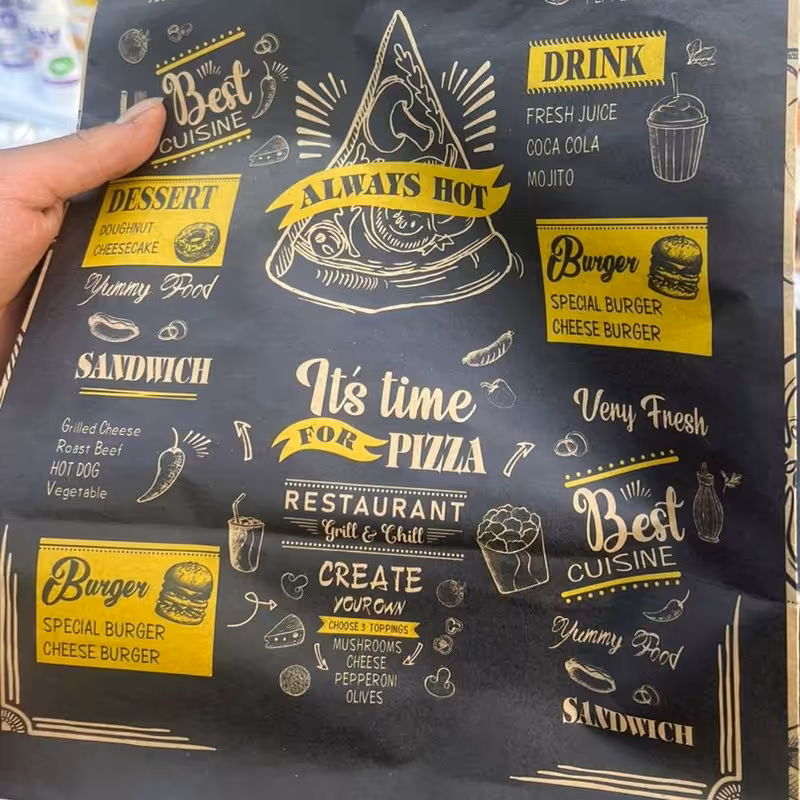 Best
CUISINE
DESSERT
DOUGHNUT
CHEESECAKE
Yummy Food
SANDWICH
Grilled Cheese
Roast Beef
HOT DOG
Vegetable
Burger
SPECIAL BURGER
CHEESE BURGER
ALWAYS HOT
It's time
FOR PIZZA
RESTAURANT
Grill & Chill
CREATE
YOUR OWN
CHOOSE 3 TOPPINGS
MUSHROOMS
CHEESE
PEPPERONI
OLIVES
DRINK
FRESH JUICE
COCA COLA
MOJITO
Burger
SPECIAL BURGER
CHEESE BURGER
Very Fresh
Best
CUISINE
Yummy Food
SANDWICH